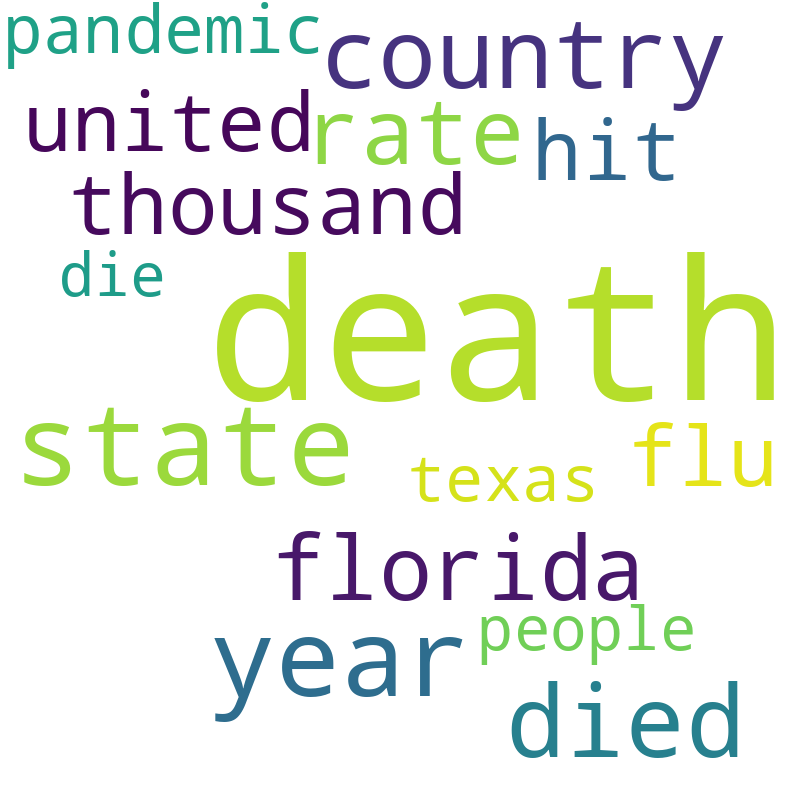 pandemic
country
united
rate
hit
thousand
die
death
state
texas
flu
florida
people
year
died